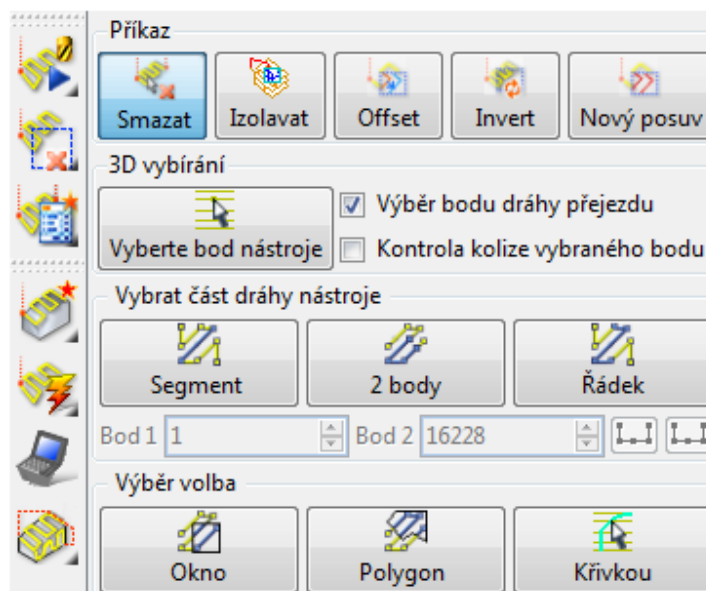 Příkaz
Smazat Izolavat Offset Invert Nový posuv
3D vybírání
Vyberte bod nástroje Výběr bodu dráhy přejezdu
Kontrola kolize vybraného bodu
Vybrat část dráhy nástroje
Segment 2 body Řádek
Bod 1 1 Bod 2 16228
Výběr volba
Okno Polygon Křivkou